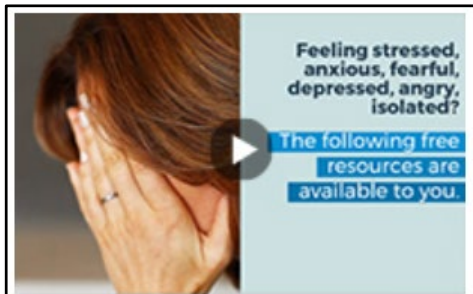 Feeling stressed,
anxious, fearful,
depressed, angry,
isolated?
The following free
resources are
available to you.